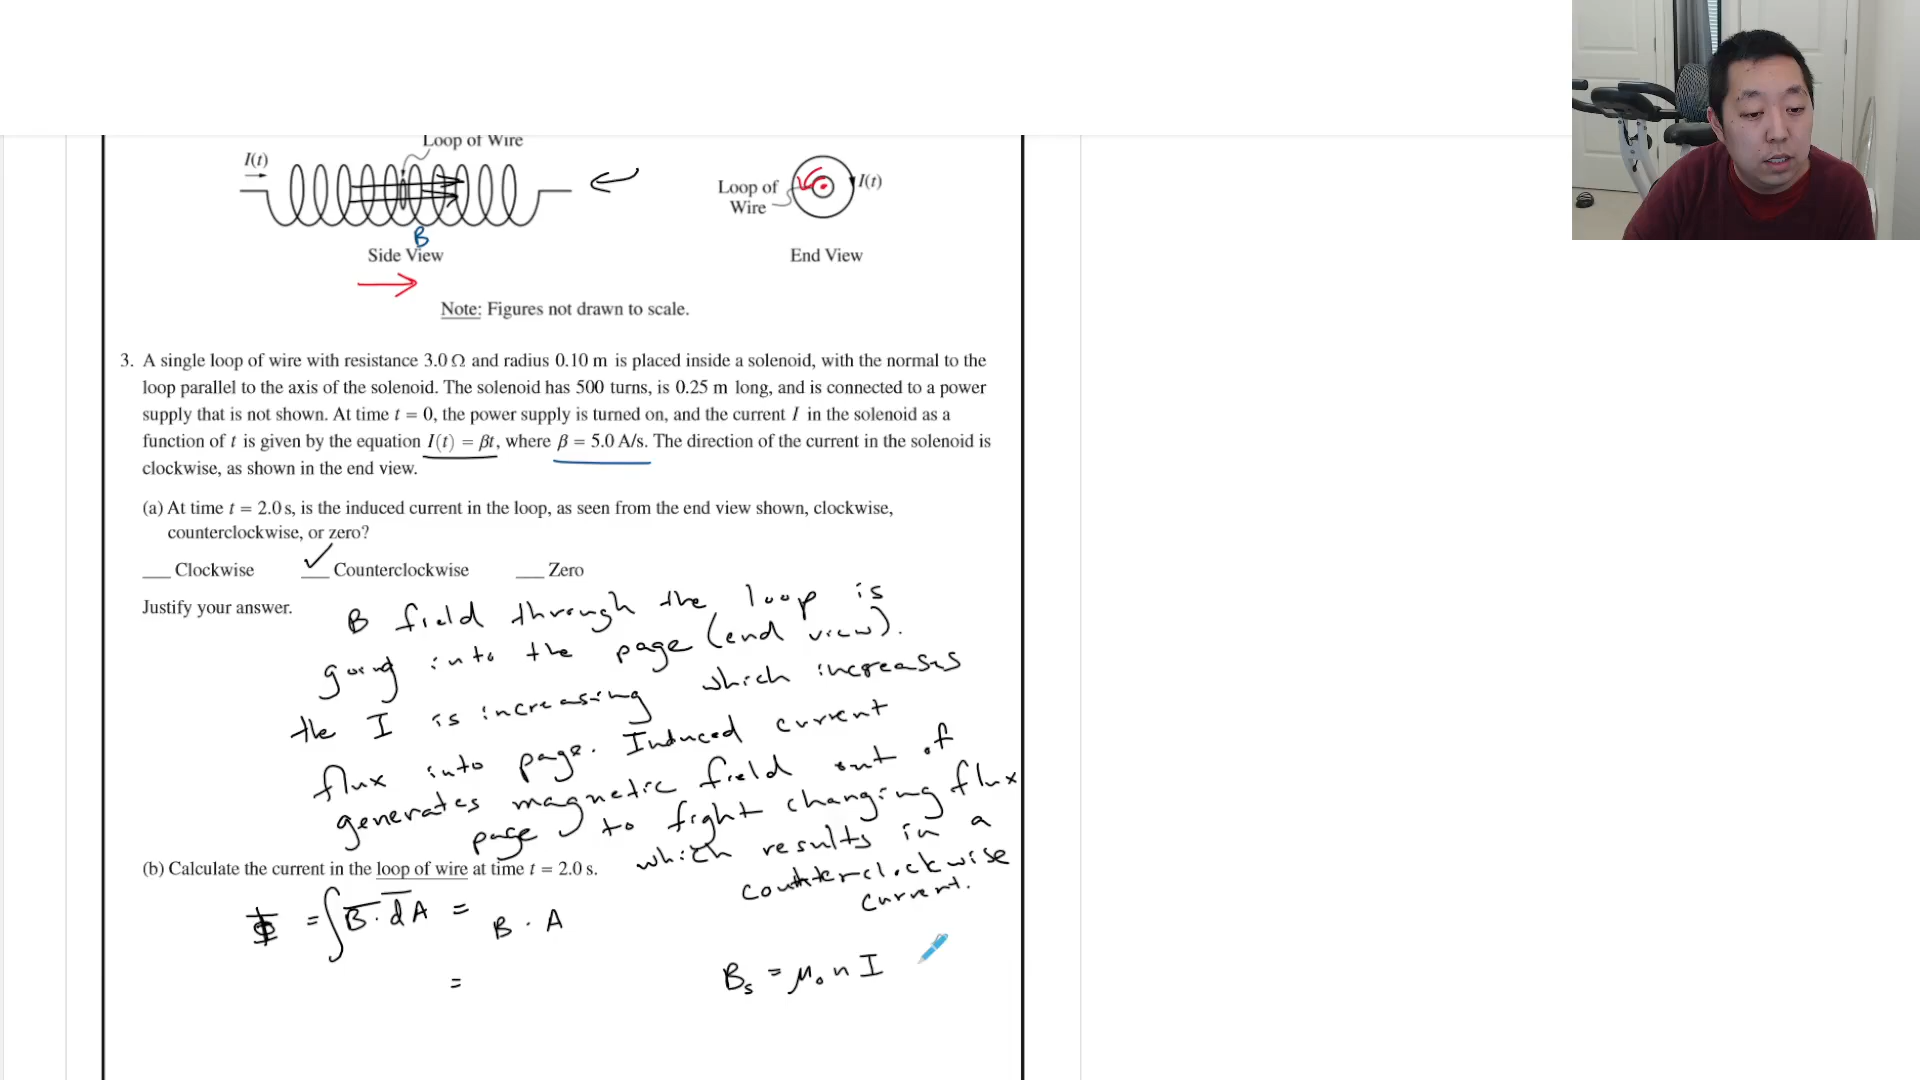 Loop of Wire
I(t)
B
Side View
Loop of
Wire
I(t)
End View
Note: Figures not drawn to scale.
3. A single loop of wire with resistance 3.0 Ω and radius 0.10 m is placed inside a solenoid, with the normal to the
loop parallel to the axis of the solenoid. The solenoid has 500 turns, is 0.25 m long, and is connected to a power
supply that is not shown. At time t = 0, the power supply is turned on, and the current I in the solenoid as a
function of t is given by the equation I(t) = βt, where β = 5.0 A/s. The direction of the current in the solenoid is
clockwise, as shown in the end view.
(a) At time t = 2.0 s, is the induced current in the loop, as seen from the end view shown, clockwise,
counterclockwise, or zero?
___ Clockwise ✓ Counterclockwise ___ Zero
Justify your answer.
B field through the loop is
going into the page (end view).
the I is increasing which increases
flux into page. Induced current
generates magnetic field out of
page to fight changing flux
which results in a
counterclockwise
current.
(b) Calculate the current in the loop of wire at time t = 2.0 s.
Φ = ∫ B · dA = B · A
=
Bs = μ₀ n I